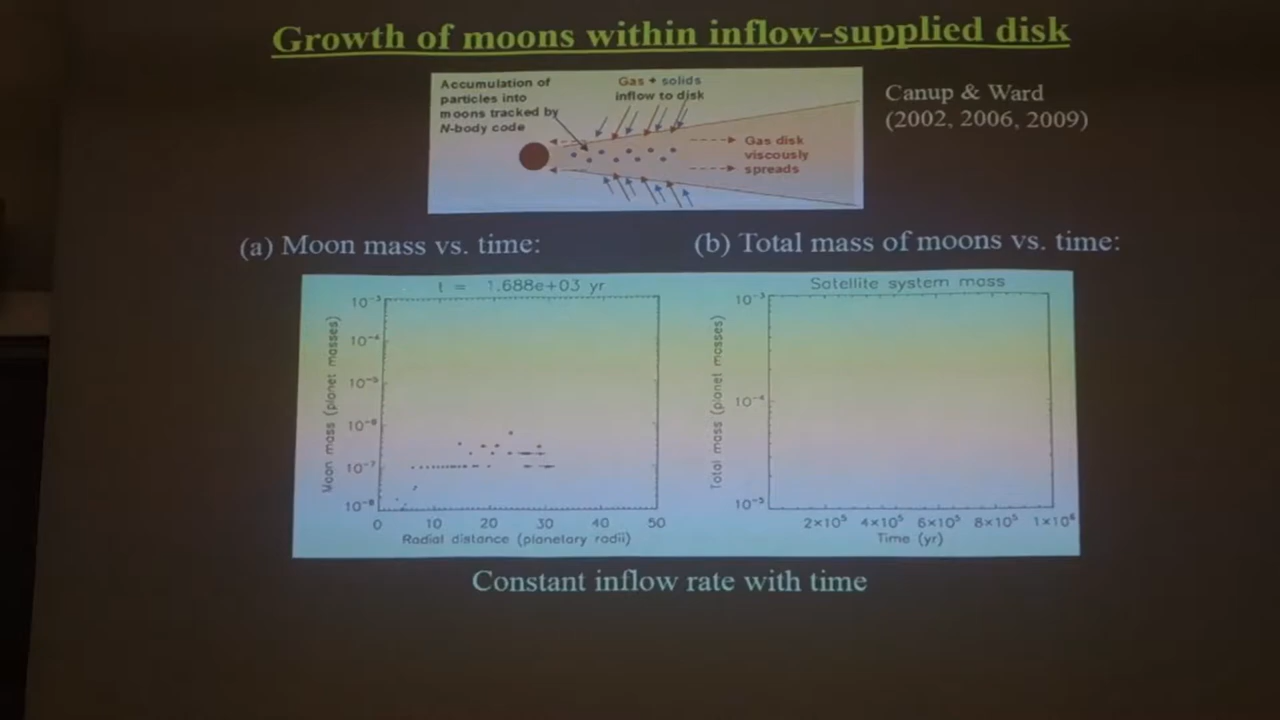 Growth of moons within inflow-supplied disk
Accumulation of
particles into
moons tracked by
N-body code
Gas + solids
inflow to disk
Gas disk
viscously
spreads
Canup & Ward
(2002, 2006, 2009)
(a) Moon mass vs. time:
(b) Total mass of moons vs. time:
t = 1.688e+03 yr
Moon mass (planet masses)
10⁻³
10⁻⁴
10⁻⁵
10⁻⁶
10⁻⁷
10⁻⁸
0 10 20 30 40 50
Radial distance (planetary radii)
Satellite system mass
Total mass (planet masses)
10⁻³
10⁻⁴
10⁻⁵
2×10⁵ 4×10⁵ 6×10⁵ 8×10⁵ 1×10⁶
Time (yr)
Constant inflow rate with time